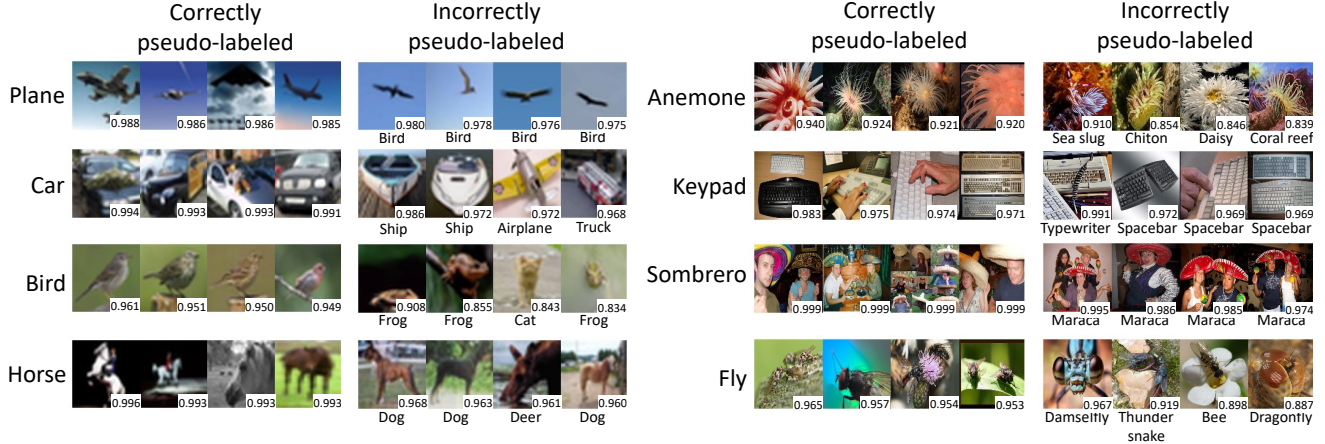 Correctly
pseudo-labeled
Incorrectly
pseudo-labeled
Plane
0.988 0.986 0.986 0.985
0.980 0.978 0.976 0.975
Bird Bird Bird Bird
Car
0.994 0.993 0.993 0.991
0.986 0.972 0.972 0.968
Ship Ship Airplane Truck
Bird
0.961 0.951 0.950 0.949
0.908 0.855 0.843 0.834
Frog Frog Cat Frog
Horse
0.996 0.993 0.993 0.993
0.968 0.963 0.961 0.960
Dog Dog Deer Dog
Correctly
pseudo-labeled
Incorrectly
pseudo-labeled
Anemone
0.940 0.924 0.921 0.920
0.910 0.854 0.846 0.839
Sea slug Chiton Daisy Coral reef
Keypad
0.983 0.975 0.974 0.971
0.991 0.972 0.969 0.969
Typewriter Spacebar Spacebar Spacebar
Sombrero
0.999 0.999 0.999 0.999
0.995 0.986 0.985 0.974
Maraca Maraca Maraca Maraca
Fly
0.965 0.957 0.954 0.953
0.967 0.919 0.898 0.887
Damselfly Thunder Bee Dragonfly
snake